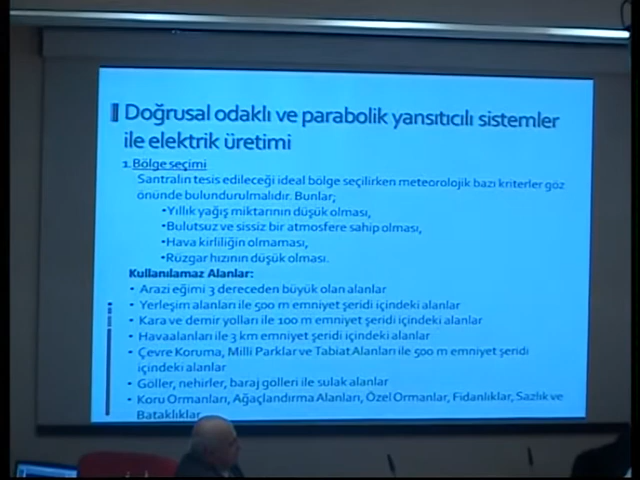 Doğrusal odaklı ve parabolik yansıtıcılı sistemler
ile elektrik üretimi
1. Bölge seçimi
Santralin tesis edileceği ideal bölge seçilirken meteorolojik bazı kriterler göz
önünde bulundurulmalıdır. Bunlar;
•Yıllık yağış miktarının düşük olması,
•Bulutsuz ve sissiz bir atmosfere sahip olması,
•Hava kirliliğin olmaması,
•Rüzgar hızının düşük olması.
Kullanılamaz Alanlar:
• Arazi eğimi 3 dereceden büyük olan alanlar
• Yerleşim alanları ile 500 m emniyet şeridi içindeki alanlar
• Kara ve demir yolları ile 100 m emniyet şeridi içindeki alanlar
• Havaalanları ile 3 km emniyet şeridi içindeki alanlar
• Çevre Koruma, Milli Parklar ve Tabiat Alanları ile 500 m emniyet şeridi
içindeki alanlar
• Göller, nehirler, baraj gölleri ile sulak alanlar
• Koru Ormanları, Ağaçlandırma Alanları, Özel Ormanlar, Fidanlıklar, Sazlık ve
Bataklıklar